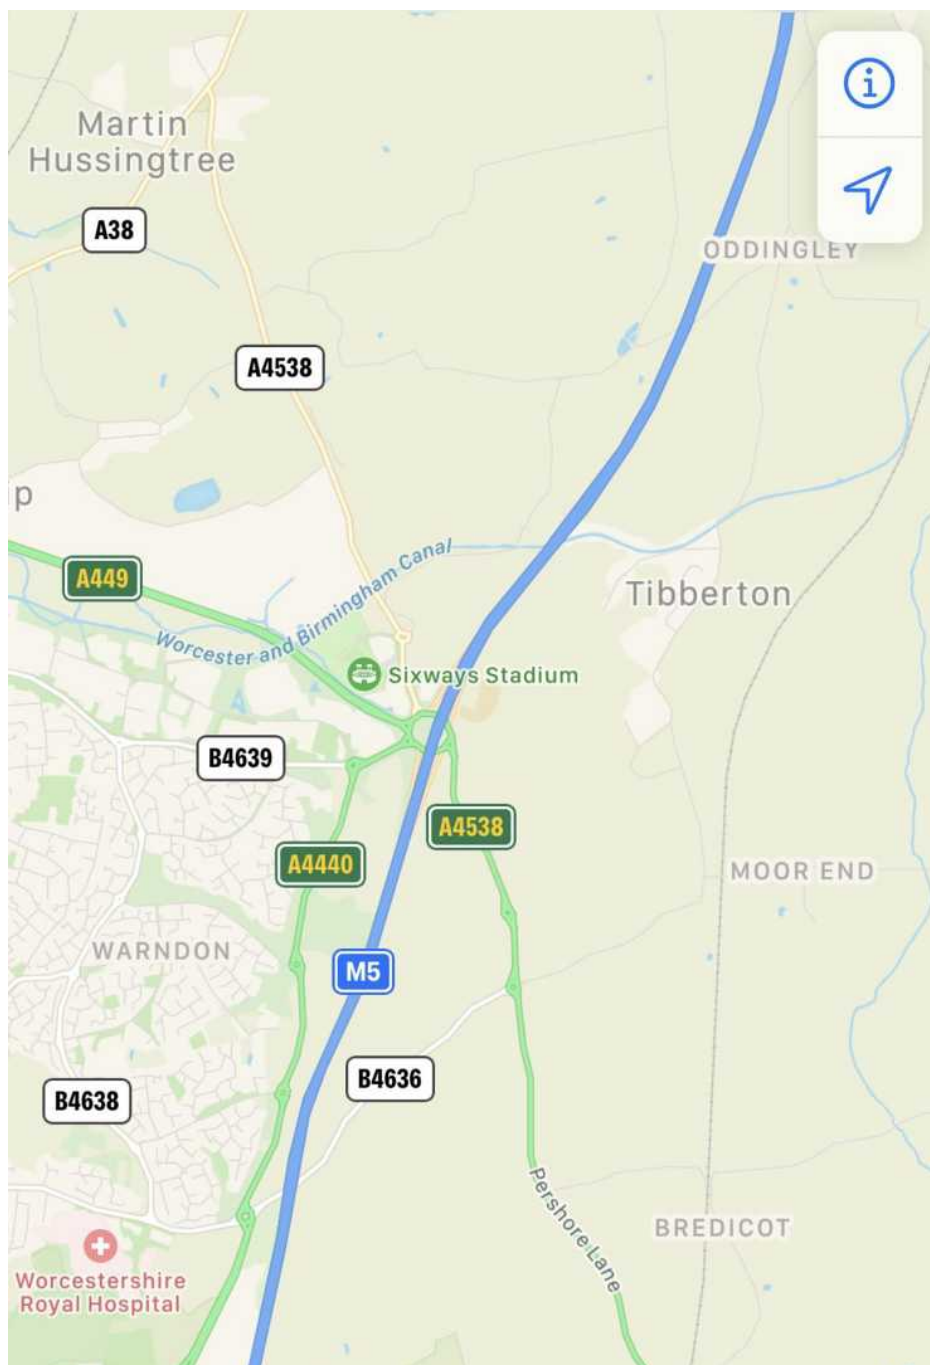 Martin
Hussingtree
A38
ODDINGLEY
A4538
p
A449
Worcester and Birmingham Canal
Tibberton
Sixways Stadium
B4639
A4538
A4440
MOOR END
WARNDON
M5
B4636
B4638
Pershore Lane
BREDICOT
Worcestershire
Royal Hospital